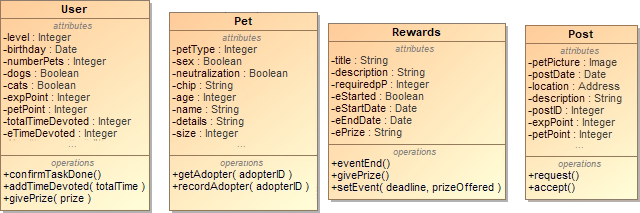 User
attributes
-level : Integer
-birthday : Date
-numberPets : Integer
-dogs : Boolean
-cats : Boolean
-expPoint : Integer
-petPoint : Integer
-totalTimeDevoted : Integer
-eTimeDevoted : Integer
...
operations
+confirmTaskDone()
+addTimeDevoted( totalTime )
+givePrize( prize )
Pet
attributes
-petType : Integer
-sex : Boolean
-neutralization : Boolean
-chip : String
-age : Integer
-name : String
-details : String
-size : Integer
operations
+getAdopter( adopterID )
+recordAdopter( adopterID )
Rewards
attributes
-title : String
-description : String
-requiredpP : Integer
-eStarted : Boolean
-eStartDate : Date
-eEndDate : Date
-ePrize : String
operations
+eventEnd()
+givePrize()
+setEvent( deadline, prizeOffered )
Post
attributes
-petPicture : Image
-postDate : Date
-location : Address
-description : String
-postID : Integer
-expPoint : Integer
-petPoint : Integer
...
operations
+request()
+accept()